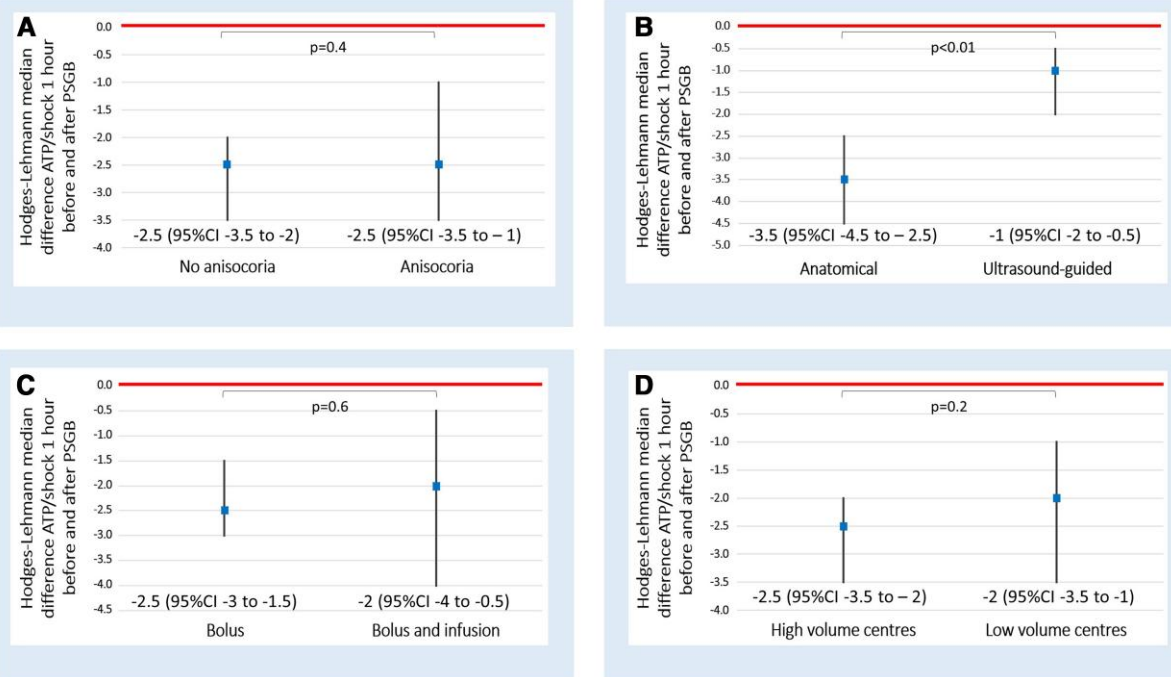 A
Hodges-Lehmann median
difference ATP/shock 1 hour
before and after PSGB
0.0
-0.5
-1.0
-1.5
-2.0
-2.5
-3.0
-3.5
-4.0
p=0.4
-2.5 (95%CI -3.5 to -2)
-2.5 (95%CI -3.5 to – 1)
No anisocoria
Anisocoria
B
Hodges-Lehmann median
difference ATP/shock 1 hour
before and after PSGB
0.0
-0.5
-1.0
-1.5
-2.0
-2.5
-3.0
-3.5
-4.0
-4.5
-5.0
p<0.01
-3.5 (95%CI -4.5 to – 2.5)
-1 (95%CI -2 to -0.5)
Anatomical
Ultrasound-guided
C
Hodges-Lehmann median
difference ATP/shock 1 hour
before and after PSGB
0.0
-0.5
-1.0
-1.5
-2.0
-2.5
-3.0
-3.5
-4.0
-4.5
p=0.6
-2.5 (95%CI -3 to -1.5)
-2 (95%CI -4 to -0.5)
Bolus
Bolus and infusion
D
Hodges-Lehmann median
difference ATP/shock 1 hour
before and after PSGB
0.0
-0.5
-1.0
-1.5
-2.0
-2.5
-3.0
-3.5
-4.0
p=0.2
-2.5 (95%CI -3.5 to – 2)
-2 (95%CI -3.5 to -1)
High volume centres
Low volume centres